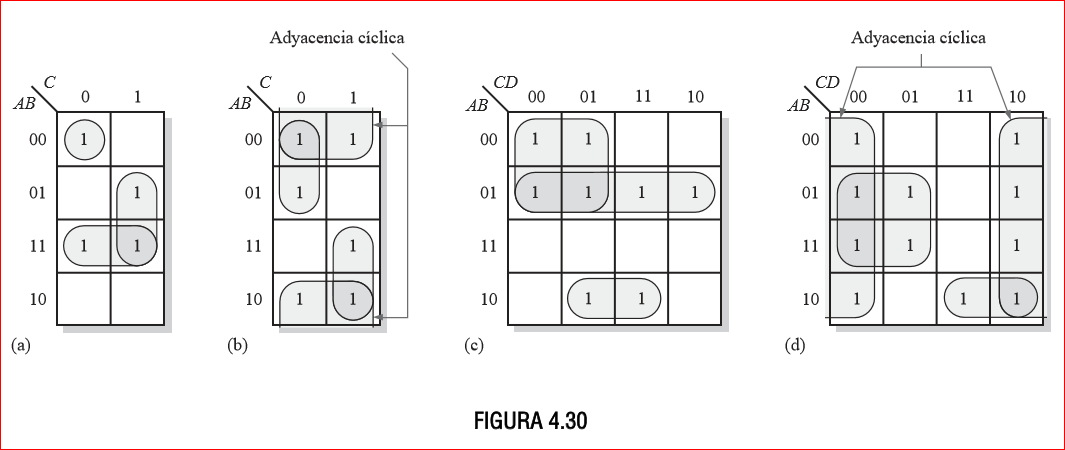 Adyacencia cíclica
Adyacencia cíclica
C
AB
0 1
00 1
01 1
11 1 1
10
(a)
C
AB
0 1
00 1 1
01 1
11 1
10 1 1
(b)
CD
AB
00 01 11 10
00 1 1
01 1 1 1 1
11
10 1 1
(c)
CD
AB
00 01 11 10
00 1 1
01 1 1 1
11 1 1 1
10 1 1 1
(d)
FIGURA 4.30